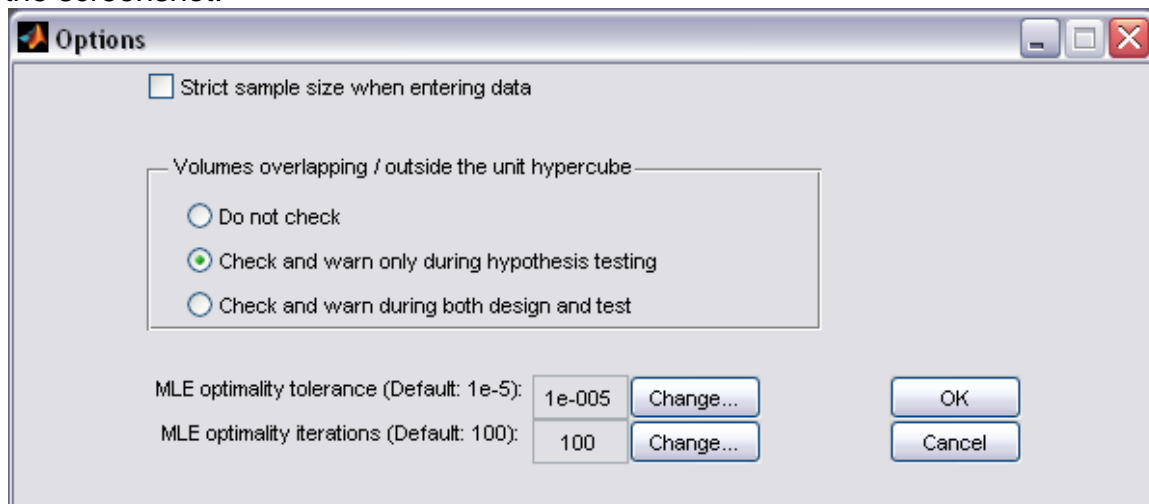 the screenshot.
Options
Strict sample size when entering data
Volumes overlapping / outside the unit hypercube
Do not check
Check and warn only during hypothesis testing
Check and warn during both design and test
MLE optimality tolerance (Default: 1e-5): 1e-005 Change... OK
MLE optimality iterations (Default: 100): 100 Change... Cancel